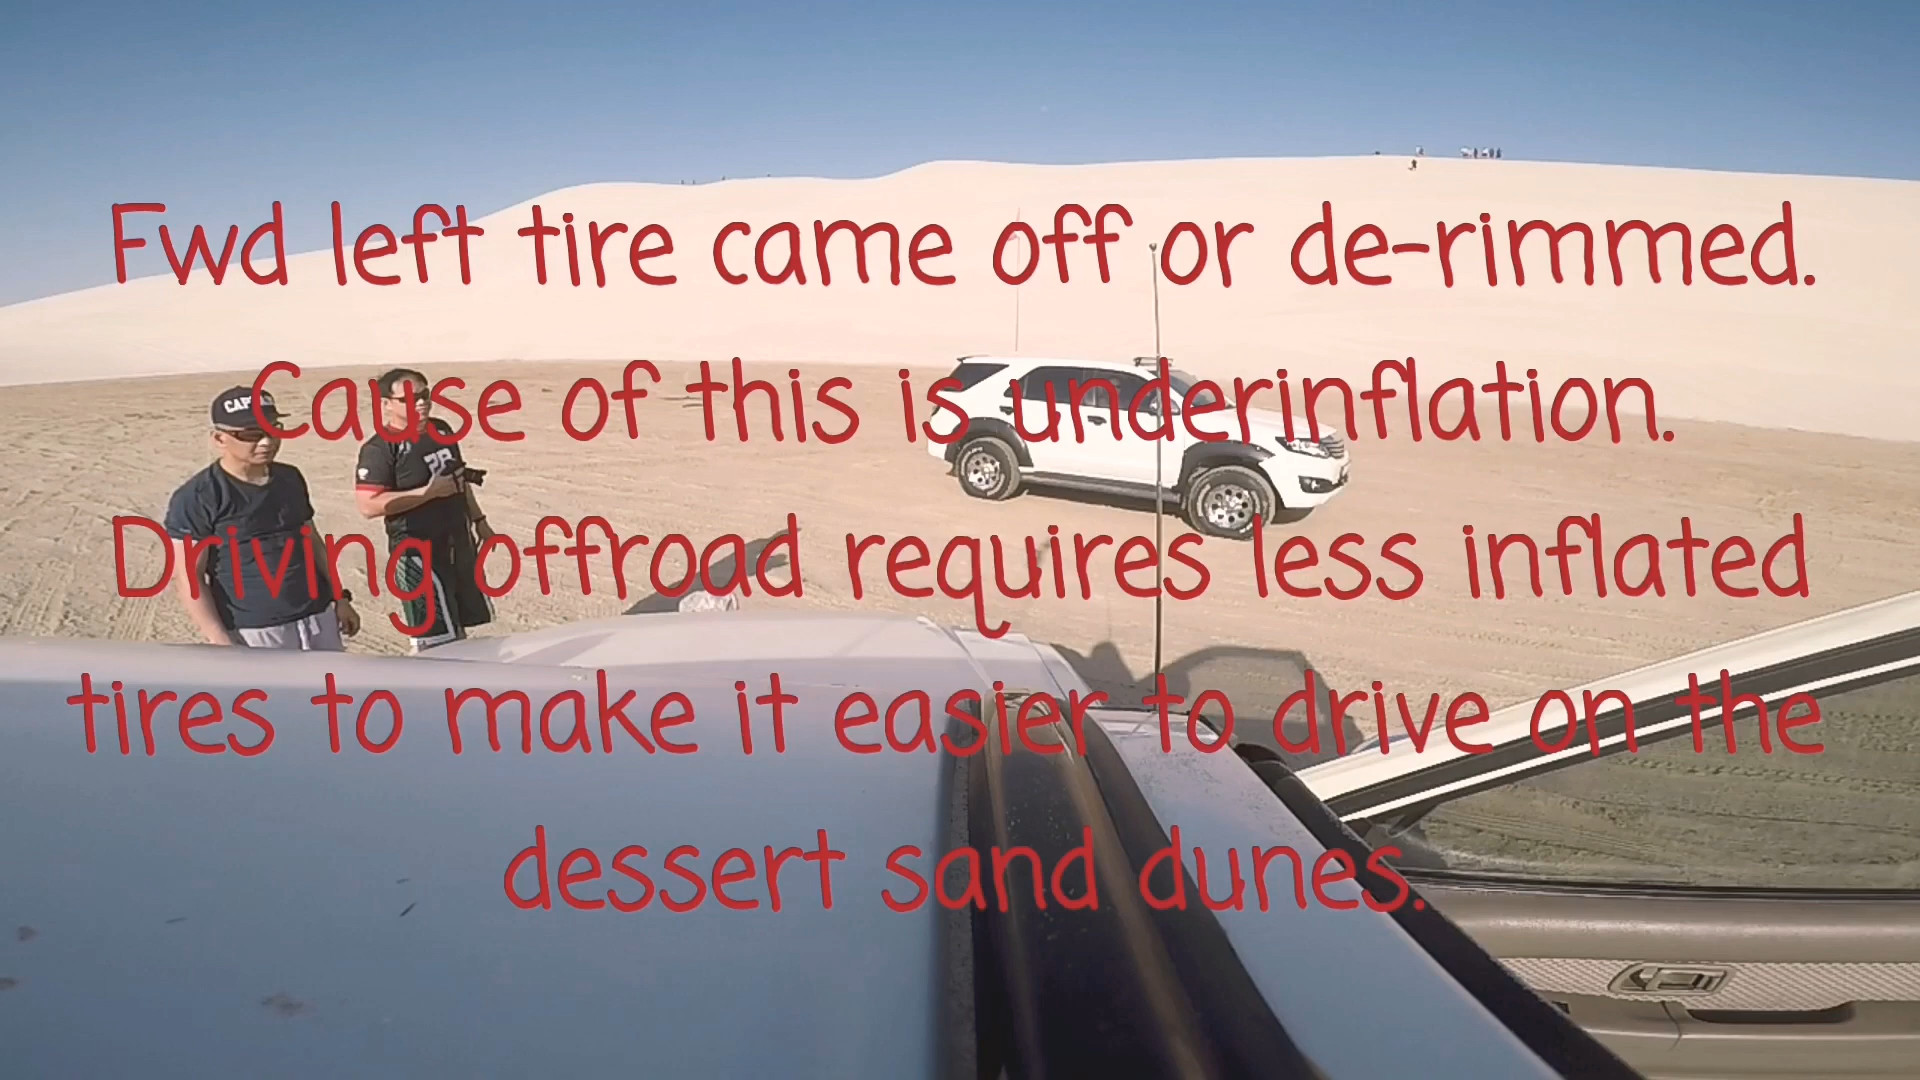 Fwd left tire came off or de-rimmed.
Cause of this is underinflation.
Driving offroad requires less inflated
tires to make it easier to drive on the
dessert sand dunes.